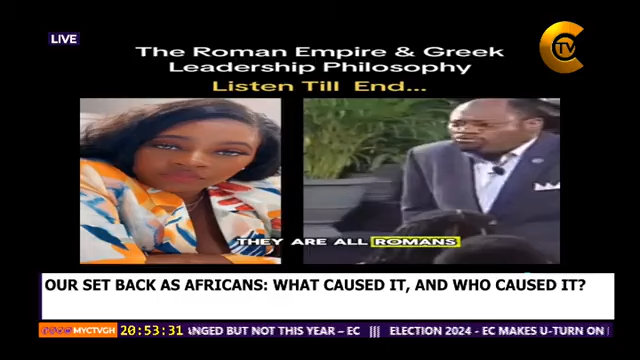 LIVE
TV
The Roman Empire & Greek
Leadership Philosophy
Listen Till End...
THEY ARE ALL ROMANS
OUR SET BACK AS AFRICANS: WHAT CAUSED IT, AND WHO CAUSED IT?
MYCTVGH 20:53:31 ANGED BUT NOT THIS YEAR – EC ||| ELECTION 2024 - EC MAKES U-TURN ON